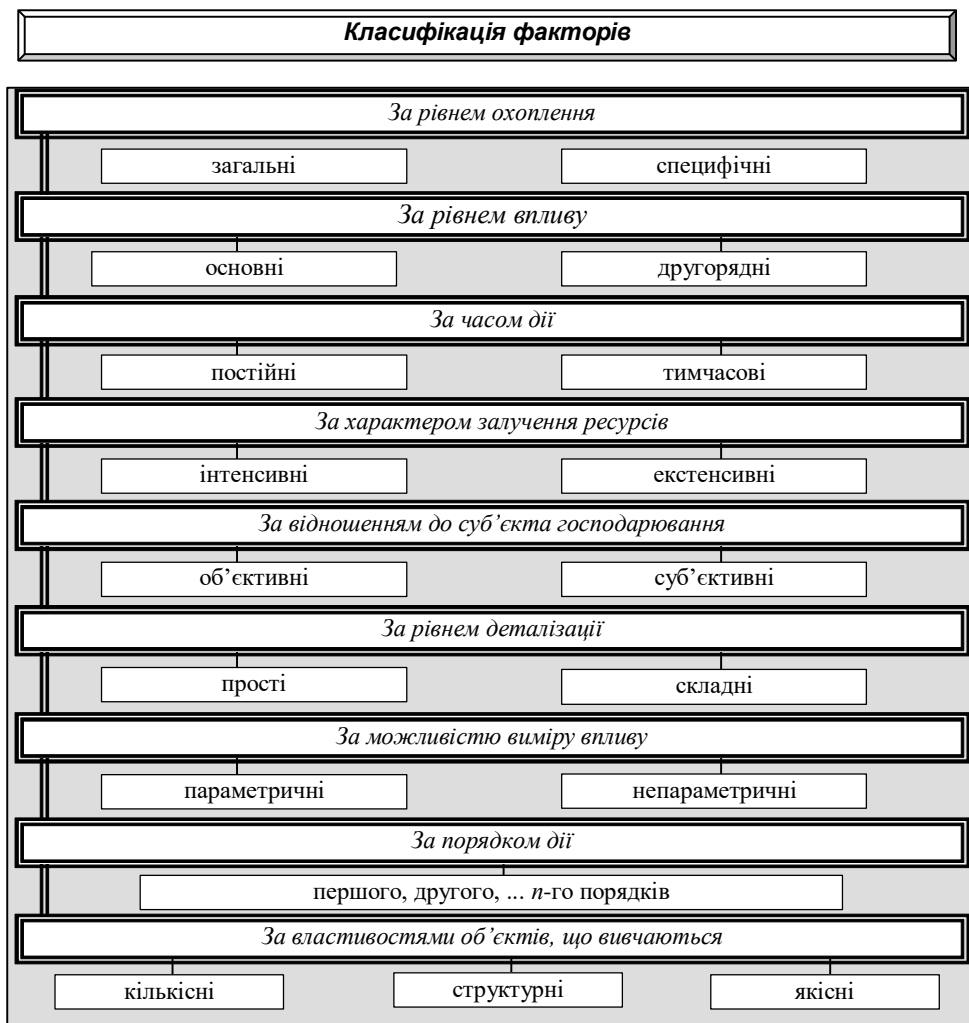 Класифікація факторів
За рівнем охоплення
загальні специфічні
За рівнем впливу
основні другорядні
За часом дії
постійні тимчасові
За характером залучення ресурсів
інтенсивні екстенсивні
За відношенням до суб’єкта господарювання
об’єктивні суб’єктивні
За рівнем деталізації
прості складні
За можливістю виміру впливу
параметричні непараметричні
За порядком дії
першого, другого, ... n-го порядків
За властивостями об’єктів, що вивчаються
кількісні структурні якісні